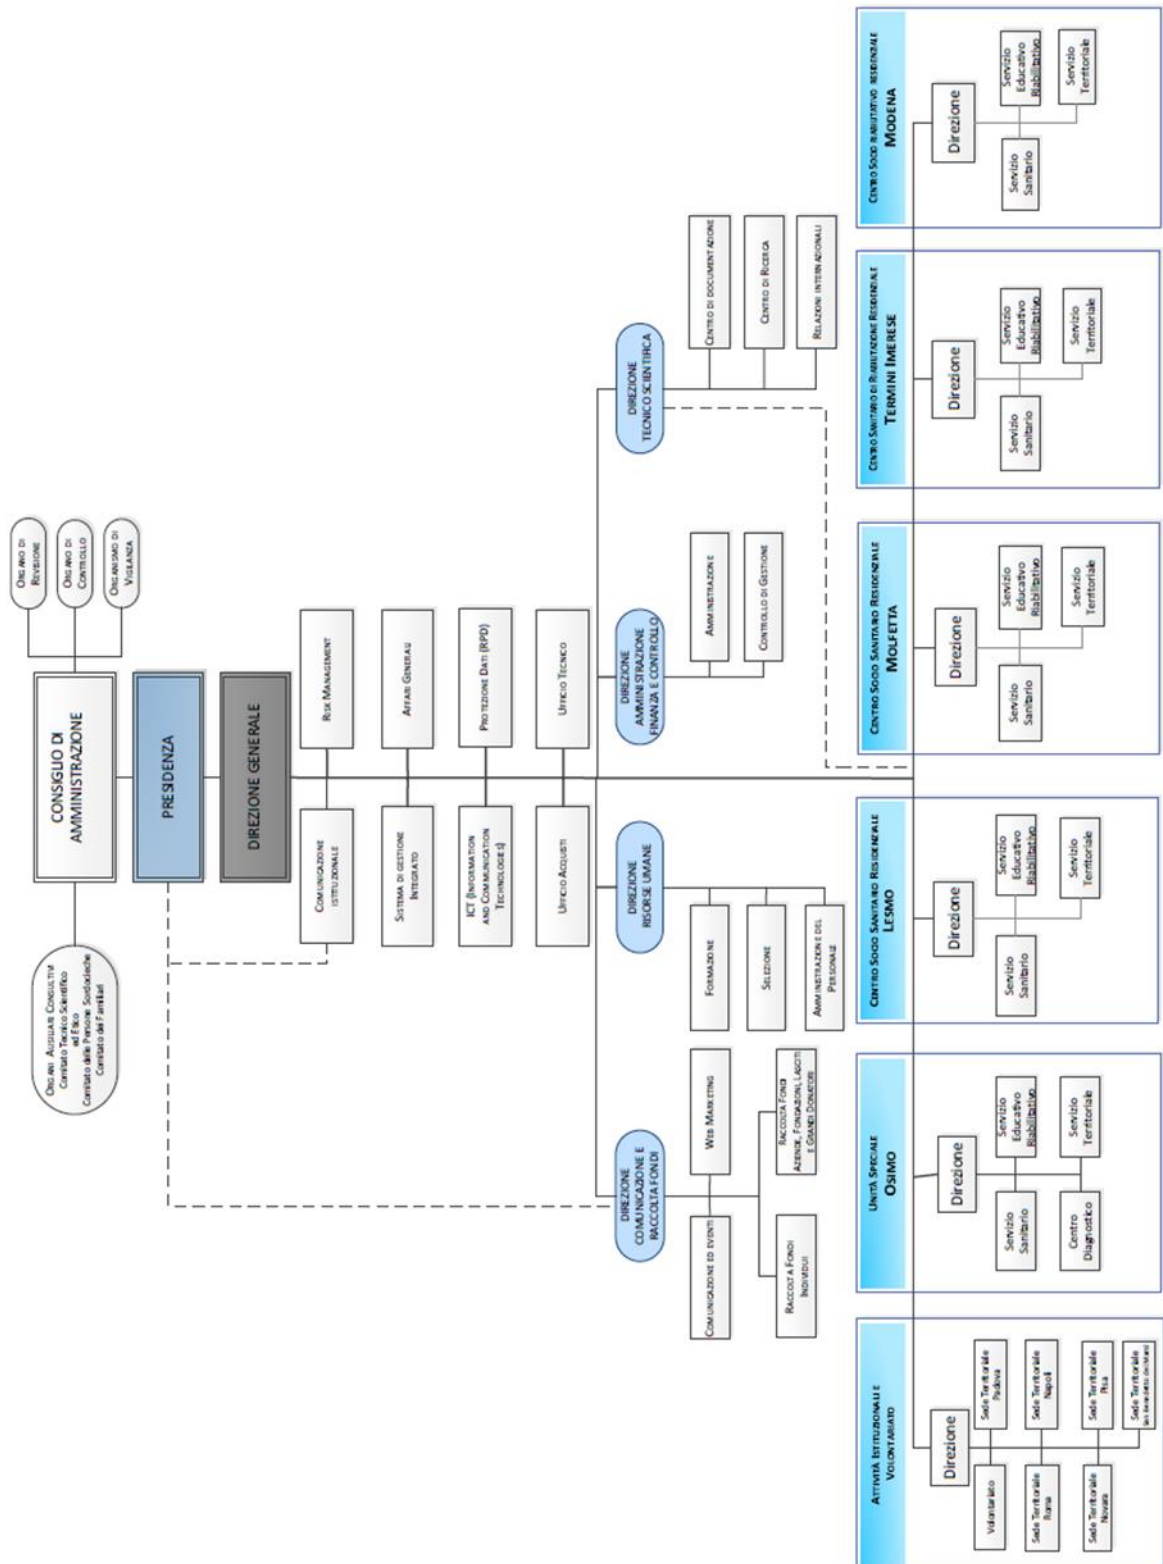 ORGANO DI
REVISIONE
ORGANO DI
CONTROLLO
ORGANISMO DI
VIGILANZA
CONSIGLIO DI
AMMINISTRAZIONE
ORGANI AUSILIARI CONSULTIVI
Comitato Tecnico Scientifico
ed Etico
Comitato delle Persone Sordocieche
Comitato dei Familiari
PRESIDENZA
DIREZIONE GENERALE
COMUNICAZIONE
ISTITUZIONALE
RISK MANAGEMENT
SISTEMA DI GESTIONE
INTEGRATO
AFFARI GENERALI
ICT (INFORMATION
AND COMMUNICATION
TECHNOLOGIES)
PROTEZIONE DATI (RPD)
UFFICIO ACQUISTI
UFFICIO TECNICO
DIREZIONE
COMUNICAZIONE E
RACCOLTA FONDI
COMUNICAZIONE ED EVENTI
WEB MARKETING
RACCOLTA FONDI
INDIVIDUI
RACCOLTA FONDI
AZIENDE, FONDAZIONI, LASCITI
E GRANDI DONATORI
DIREZIONE
RISORSE UMANE
FORMAZIONE
SELEZIONE
AMMINISTRAZIONE DEL
PERSONALE
DIREZIONE
AMMINISTRAZIONE
FINANZA E CONTROLLO
AMMINISTRAZIONE
CONTROLLO DI GESTIONE
DIREZIONE
TECNICO SCIENTIFICA
CENTRO DI DOCUMENTAZIONE
CENTRO DI RICERCA
RELAZIONI INTERNAZIONALI
ATTIVITÀ ISTITUZIONALI E
VOLONTARIATO
Direzione
Volontariato
Sede Territoriale
Padova
Sede Territoriale
Roma
Sede Territoriale
Napoli
Sede Territoriale
Novara
Sede Territoriale
Pisa
Sede Territoriale
San Benedetto dei Marsi
UNITÀ SPECIALE
OSIMO
Direzione
Servizio
Sanitario
Servizio
Educativo
Riabilitativo
Centro
Diagnostico
Servizio
Territoriale
CENTRO SOCIO SANITARIO RESIDENZIALE
LESMO
Direzione
Servizio
Sanitario
Servizio
Educativo
Riabilitativo
Servizio
Territoriale
CENTRO SOCIO SANITARIO RESIDENZIALE
MOLFETTA
Direzione
Servizio
Sanitario
Servizio
Educativo
Riabilitativo
Servizio
Territoriale
CENTRO SANITARIO DI RIABILITAZIONE RESIDENZIALE
TERMINI IMERESE
Direzione
Servizio
Sanitario
Servizio
Educativo
Riabilitativo
Servizio
Territoriale
CENTRO SOCIO RIABILITATIVO RESIDENZIALE
MODENA
Direzione
Servizio
Sanitario
Servizio
Educativo
Riabilitativo
Servizio
Territoriale